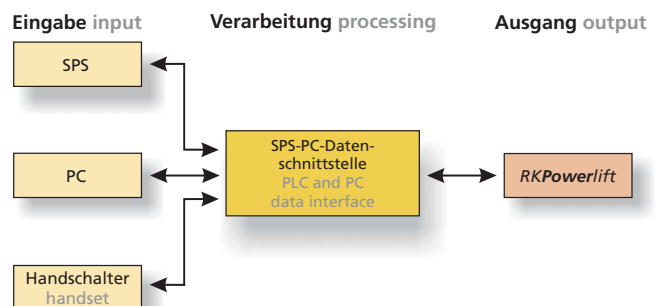 Eingabe input
Verarbeitung processing
Ausgang output
SPS
PC
Handschalter
handset
SPS-PC-Daten-
schnittstelle
PLC and PC
data interface
RKPowerlift